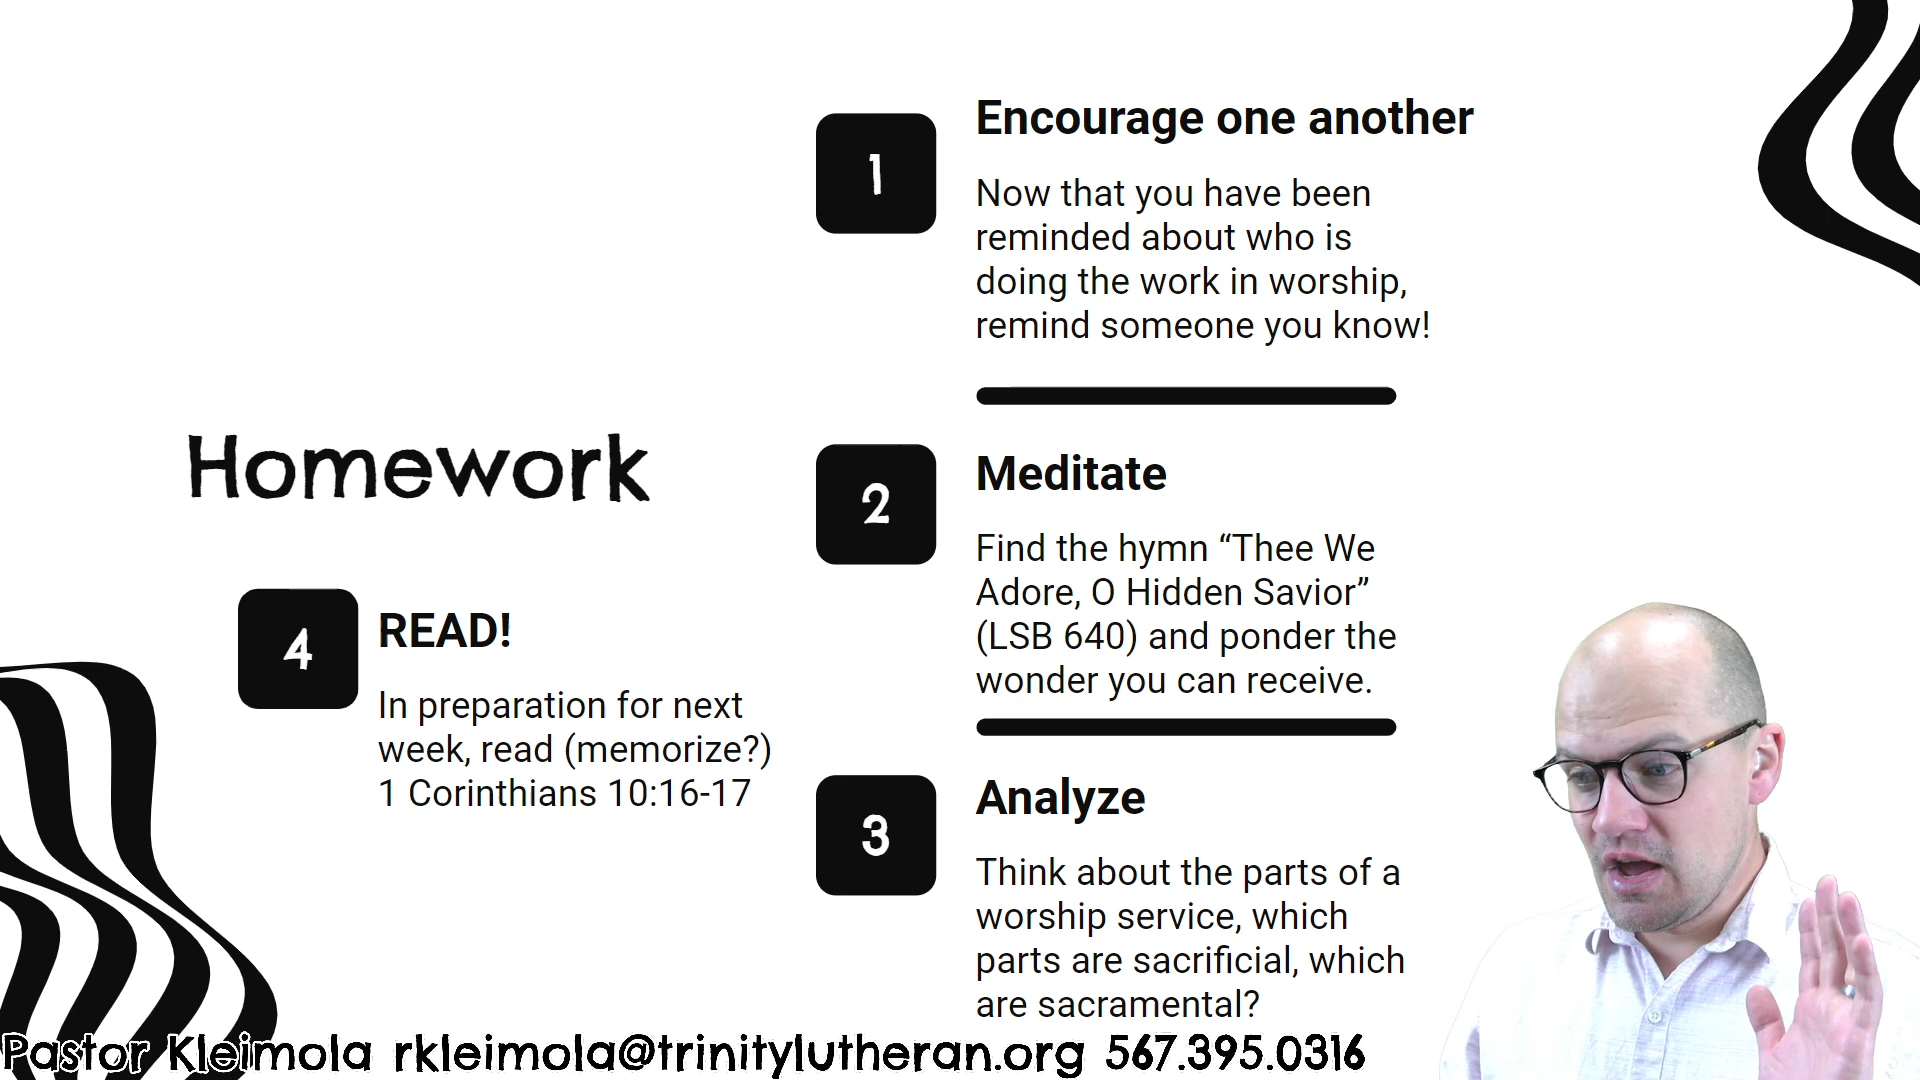 Homework
1
Encourage one another
Now that you have been
reminded about who is
doing the work in worship,
remind someone you know!
2
Meditate
Find the hymn “Thee We
Adore, O Hidden Savior”
(LSB 640) and ponder the
wonder you can receive.
3
Analyze
Think about the parts of a
worship service, which
parts are sacrificial, which
are sacramental?
4
READ!
In preparation for next
week, read (memorize?)
1 Corinthians 10:16-17
Pastor Kleimola rkleimola@trinitylutheran.org 567.395.0316